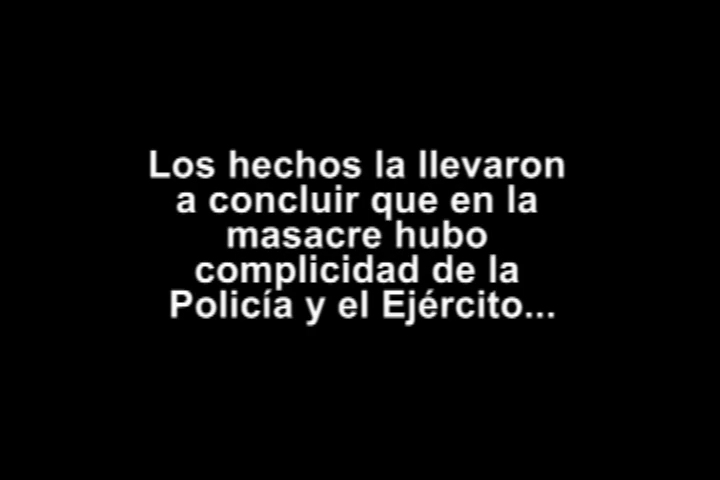 Los hechos la llevaron
a concluir que en la
masacre hubo
complicidad de la
Policía y el Ejército...